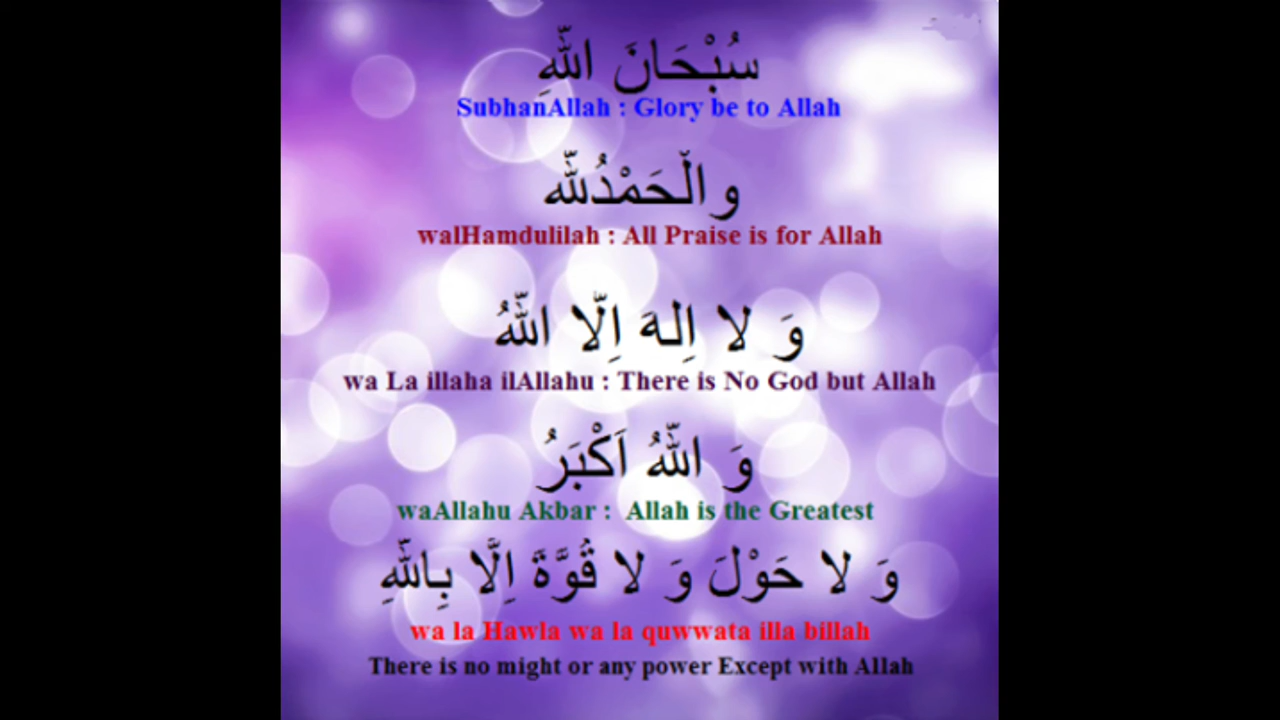 سُبْحَانَ اللّٰهِ
SubhanAllah : Glory be to Allah
والْحَمْدُلله
walHamdulilah : All Praise is for Allah
وَ لا اِلهَ اِلّا اللّٰهُ
wa La illaha ilAllahu : There is No God but Allah
وَ اللّٰهُ اَكْبَرُ
waAllahu Akbar : Allah is the Greatest
وَ لا حَوْلَ وَ لا قُوَّةَ اِلَّا بِاللّٰهِ
wa la Hawla wa la quwwata illa billah
There is no might or any power Except with Allah